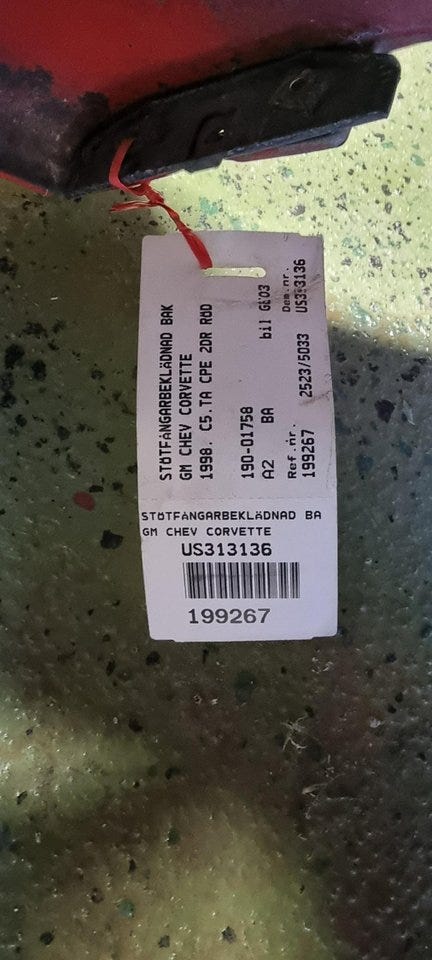 STÖTFÅNGARBEKLÄDNAD BAK
GM CHEV CORVETTE
1998. C5.TA CPE 2DR RÖD
190-01758
A2 BA bil GE03
Ref.nr. Dem.nr.
199267 2523/5033 US313136
STÖTFÅNGARBEKLÄDNAD BA
GM CHEV CORVETTE
US313136
199267